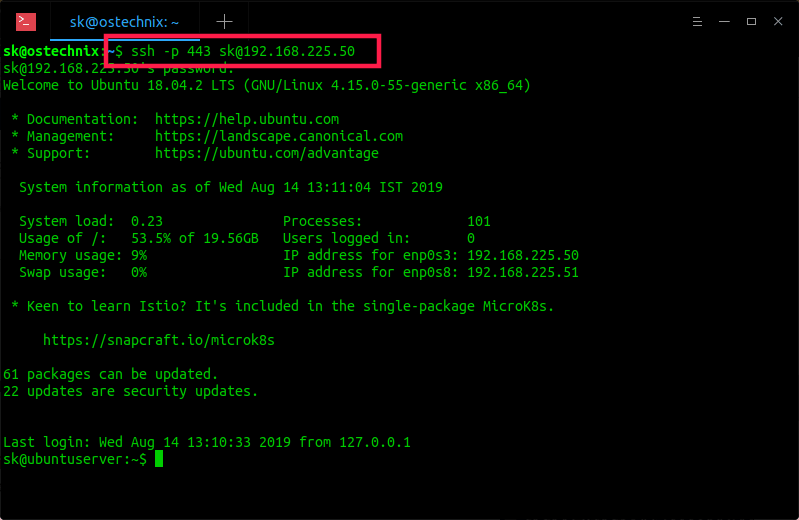 sk@ostechnix: ~
sk@ostechnix:~$ ssh -p 443 sk@192.168.225.50
sk@192.168.225.50's password:
Welcome to Ubuntu 18.04.2 LTS (GNU/Linux 4.15.0-55-generic x86_64)
* Documentation:  https://help.ubuntu.com
* Management:     https://landscape.canonical.com
* Support:        https://ubuntu.com/advantage
System information as of Wed Aug 14 13:11:04 IST 2019
System load:  0.23               Processes:             101
Usage of /:   53.5% of 19.56GB   Users logged in:       0
Memory usage: 9%                 IP address for enp0s3: 192.168.225.50
Swap usage:   0%                 IP address for enp0s8: 192.168.225.51
* Keen to learn Istio? It's included in the single-package MicroK8s.
https://snapcraft.io/microk8s
61 packages can be updated.
22 updates are security updates.
Last login: Wed Aug 14 13:10:33 2019 from 127.0.0.1
sk@ubuntuserver:~$